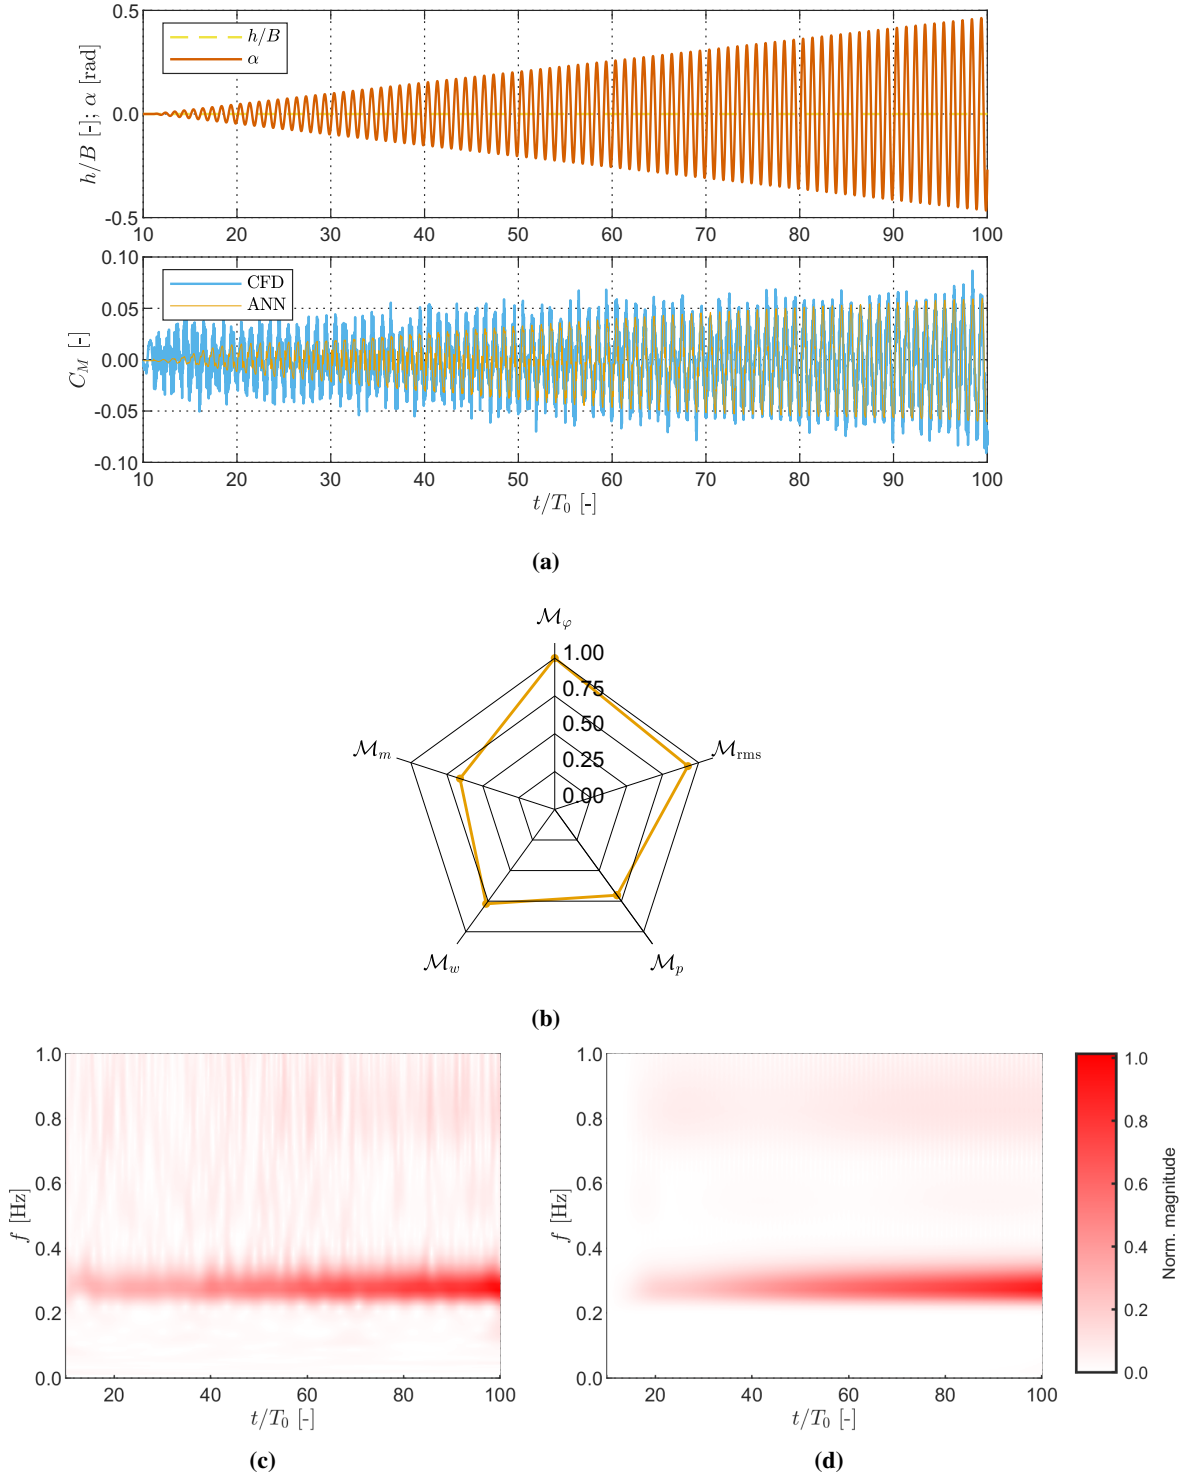 0.5
h/B
α
0.0
h/B [-]; α [rad]
-0.5
10 20 30 40 50 60 70 80 90 100
0.10
CFD
ANN
0.05
0.00
C_M [-]
-0.05
-0.10
10 20 30 40 50 60 70 80 90 100
t/T_0 [-]
(a)
ℳ_φ
1.00
0.75
0.50
0.25
0.00
ℳ_m
ℳ_rms
ℳ_w
ℳ_p
(b)
1.0
0.8
0.6
0.4
0.2
0.0
f [Hz]
20 40 60 80 100
t/T_0 [-]
(c)
1.0
0.8
0.6
0.4
0.2
0.0
f [Hz]
20 40 60 80 100
t/T_0 [-]
(d)
1.0
0.8
0.6
0.4
0.2
0.0
Norm. magnitude